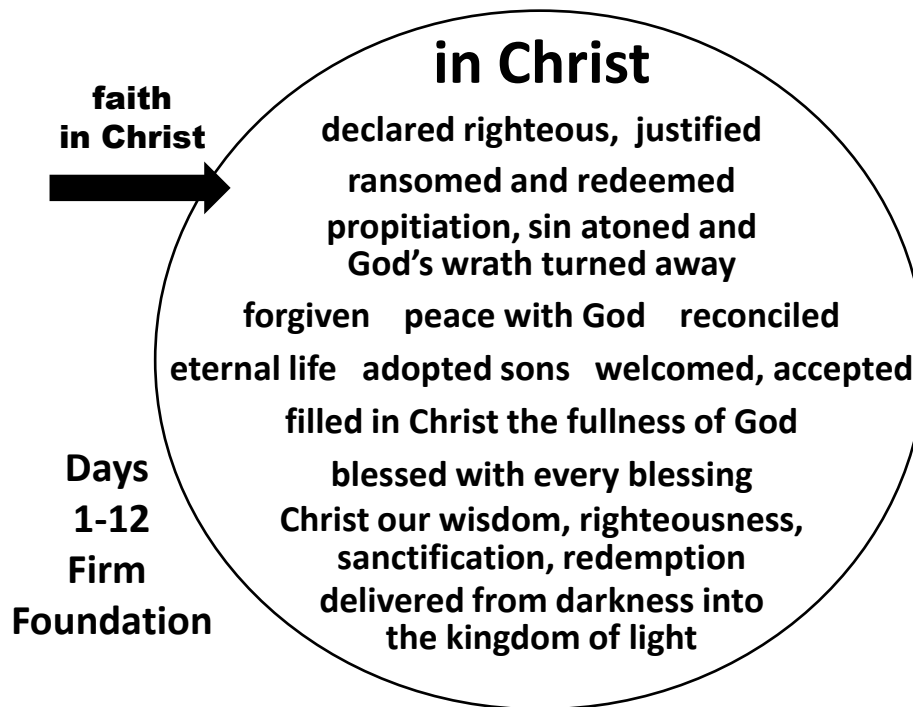 in Christ
faith
in Christ
declared righteous, justified
ransomed and redeemed
propitiation, sin atoned and
God’s wrath turned away
forgiven peace with God reconciled
eternal life adopted sons welcomed, accepted
filled in Christ the fullness of God
blessed with every blessing
Christ our wisdom, righteousness,
sanctification, redemption
delivered from darkness into
the kingdom of light
Days
1-12
Firm
Foundation